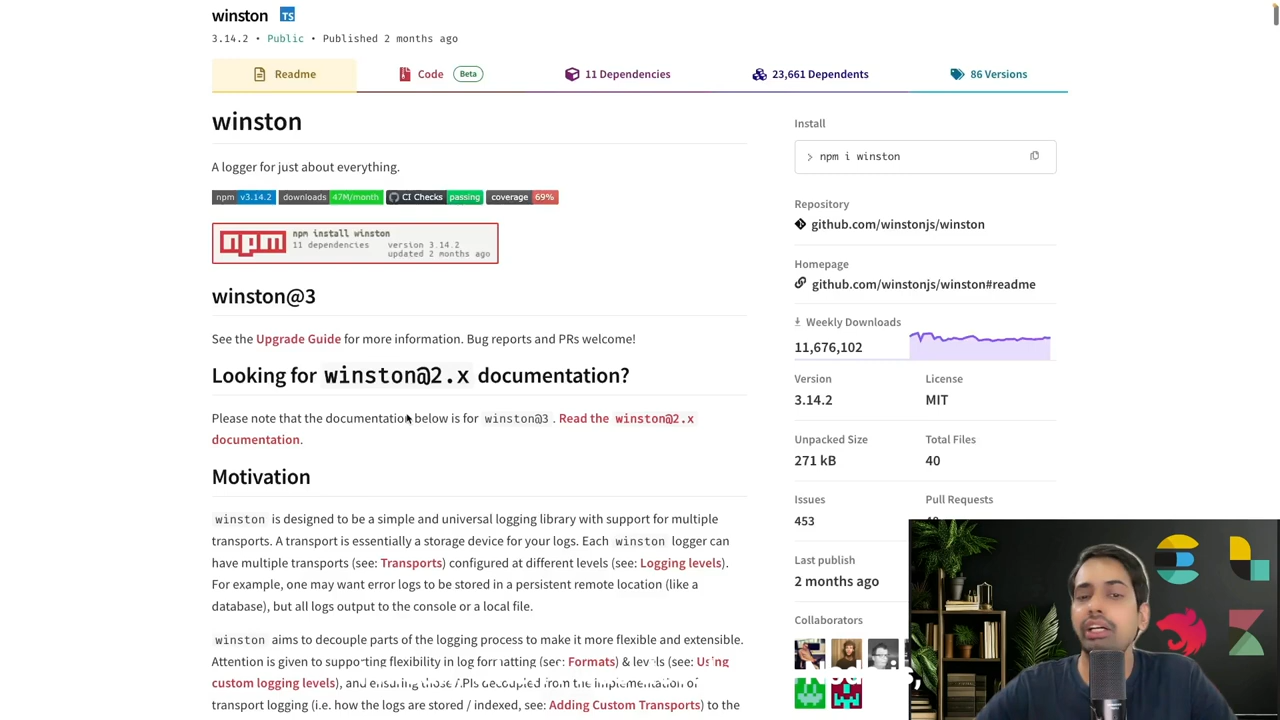 winston TS
3.14.2 • Public • Published 2 months ago
Readme
Code Beta
11 Dependencies
23,661 Dependents
86 Versions
winston
A logger for just about everything.
npm v3.14.2 downloads 47M/month CI Checks passing coverage 69%
npm npm install winston
11 dependencies version 3.14.2
updated 2 months ago
winston@3
See the Upgrade Guide for more information. Bug reports and PRs welcome!
Looking for winston@2.x documentation?
Please note that the documentation below is for winston@3 . Read the winston@2.x
documentation.
Motivation
winston is designed to be a simple and universal logging library with support for multiple
transports. A transport is essentially a storage device for your logs. Each winston logger can
have multiple transports (see: Transports) configured at different levels (see: Logging levels).
For example, one may want error logs to be stored in a persistent remote location (like a
database), but all logs output to the console or a local file.
winston aims to decouple parts of the logging process to make it more flexible and extensible.
Attention is given to supporting flexibility in log formatting (see: Formats) & levels (see: Using
custom logging levels), and ensuring those APIs decoupled from the implementation of
transport logging (i.e. how the logs are stored / indexed, see: Adding Custom Transports) to the
Install
> npm i winston
Repository
github.com/winstonjs/winston
Homepage
github.com/winstonjs/winston#readme
Weekly Downloads
11,676,102
Version License
3.14.2 MIT
Unpacked Size Total Files
271 kB 40
Issues Pull Requests
453
Last publish
2 months ago
Collaborators